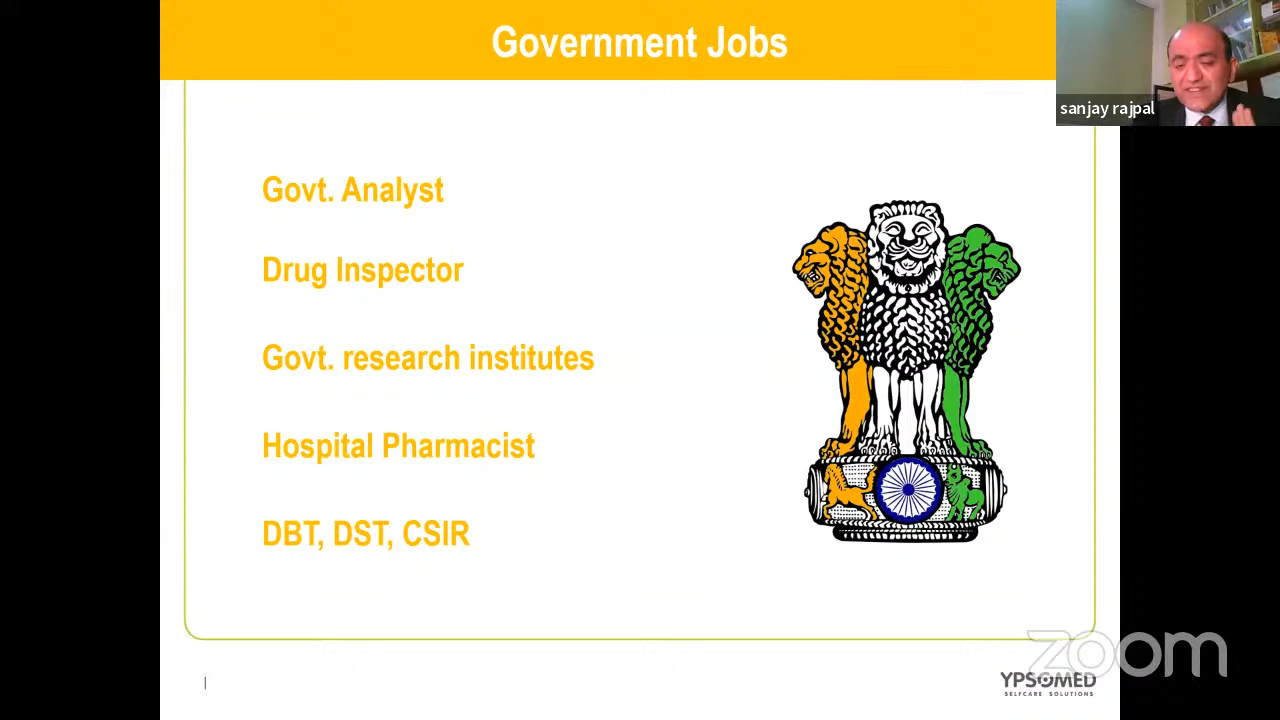 Government Jobs
sanjay rajpal
Govt. Analyst
Drug Inspector
Govt. research institutes
Hospital Pharmacist
DBT, DST, CSIR
zoom
YPSOMED
SELFCARE SOLUTIONS